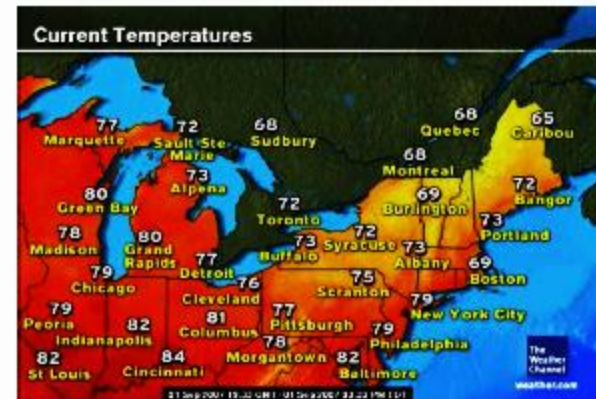 Current Temperatures
77
Marquette
72
Sault Ste
Marie
68
Sudbury
68
Quebec
65
Caribou
68
Montreal
73
Alpena
80
Green Bay
72
Toronto
69
Burlington
72
Bangor
78
Madison
80
Grand
Rapids
77
Detroit
73
Buffalo
72
Syracuse
73
Albany
73
Portland
69
Boston
79
Chicago
76
Cleveland
75
Scranton
79
New York City
79
Peoria
82
Indianapolis
81
Columbus
77
Pittsburgh
79
Philadelphia
82
St Louis
84
Cincinnati
78
Morgantown
82
Baltimore
The
Weather
Channel
weather.com